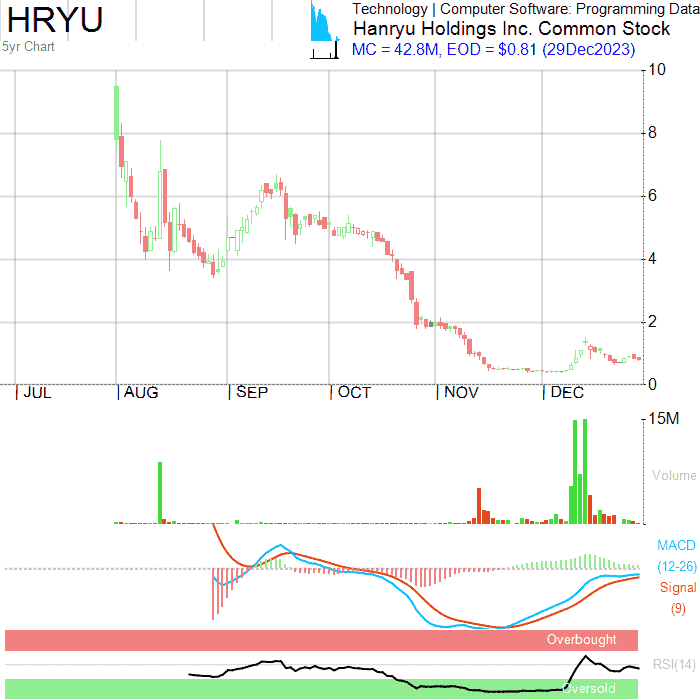 HRYU
5yr Chart
Technology | Computer Software: Programming Data
Hanryu Holdings Inc. Common Stock
MC = 42.8M, EOD = $0.81 (29Dec2023)
10
8
6
4
2
0
JUL AUG SEP OCT NOV DEC
15M
Volume
MACD
(12-26)
Signal
(9)
Overbought
RSI(14)
Oversold